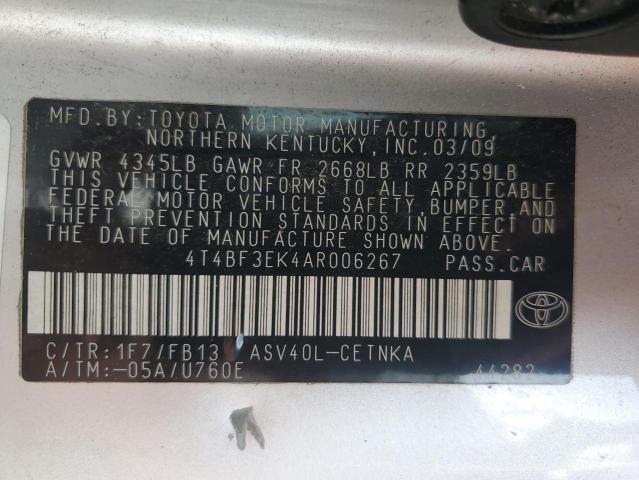 MFD.BY:TOYOTA MOTOR MANUFACTURING,
NORTHERN KENTUCKY,INC.03/09
GVWR 4345LB GAWR FR 2668LB RR 2359LB
THIS VEHICLE CONFORMS TO ALL APPLICABLE
FEDERAL MOTOR VEHICLE SAFETY,BUMPER,AND
THEFT PREVENTION STANDARDS IN EFFECT ON
THE DATE OF MANUFACTURE SHOWN ABOVE.
4T4BF3EK4AR006267 PASS.CAR
C/TR:1F7/FB13 ASV40L-CETNKA
A/TM:-05A/U760E 44282